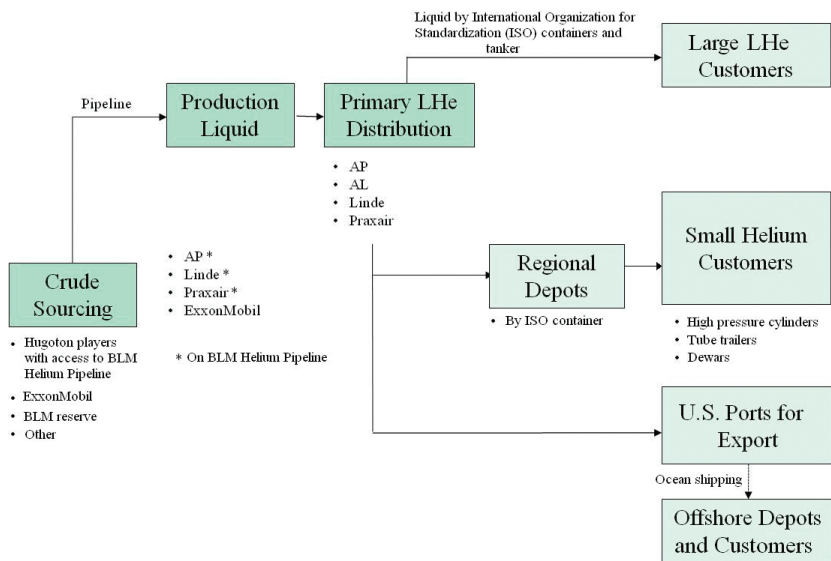 Liquid by International Organization for
Standardization (ISO) containers and
tanker
Large LHe
Customers
Pipeline
Production
Liquid
Primary LHe
Distribution
• AP
• AL
• Linde
• Praxair
Crude
Sourcing
• Hugoton players
with access to BLM
Helium Pipeline
• ExxonMobil
• BLM reserve
• Other
• AP *
• Linde *
• Praxair *
• ExxonMobil
* On BLM Helium Pipeline
Regional
Depots
• By ISO container
Small Helium
Customers
• High pressure cylinders
• Tube trailers
• Dewars
U.S. Ports for
Export
Ocean shipping
Offshore Depots
and Customers